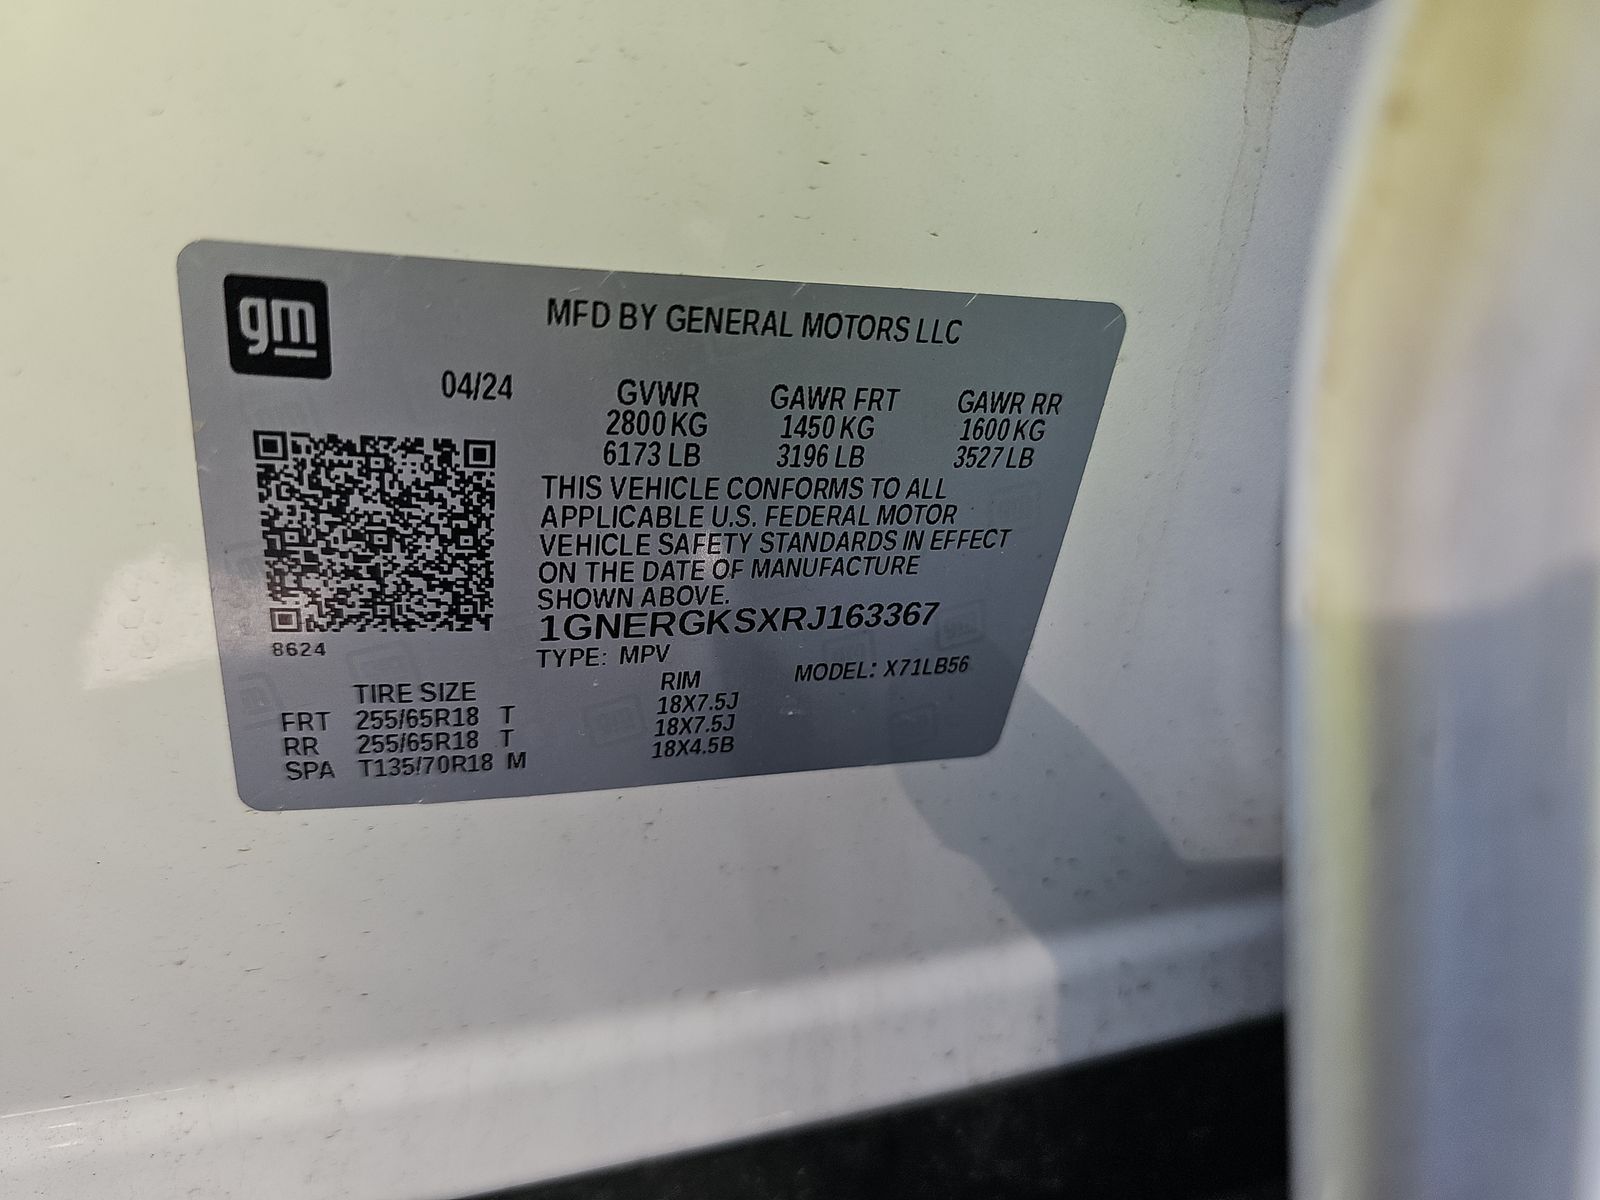 gm
MFD BY GENERAL MOTORS LLC
04/24
GVWR GAWR FRT GAWR RR
2800 KG 1450 KG 1600 KG
6173 LB 3196 LB 3527 LB
THIS VEHICLE CONFORMS TO ALL
APPLICABLE U.S. FEDERAL MOTOR
VEHICLE SAFETY STANDARDS IN EFFECT
ON THE DATE OF MANUFACTURE
SHOWN ABOVE.
1GNERGKSXRJ163367
8624
TYPE: MPV MODEL: X71LB56
TIRE SIZE RIM
FRT 255/65R18 T 18X7.5J
RR 255/65R18 T 18X7.5J
SPA T135/70R18 M 18X4.5B